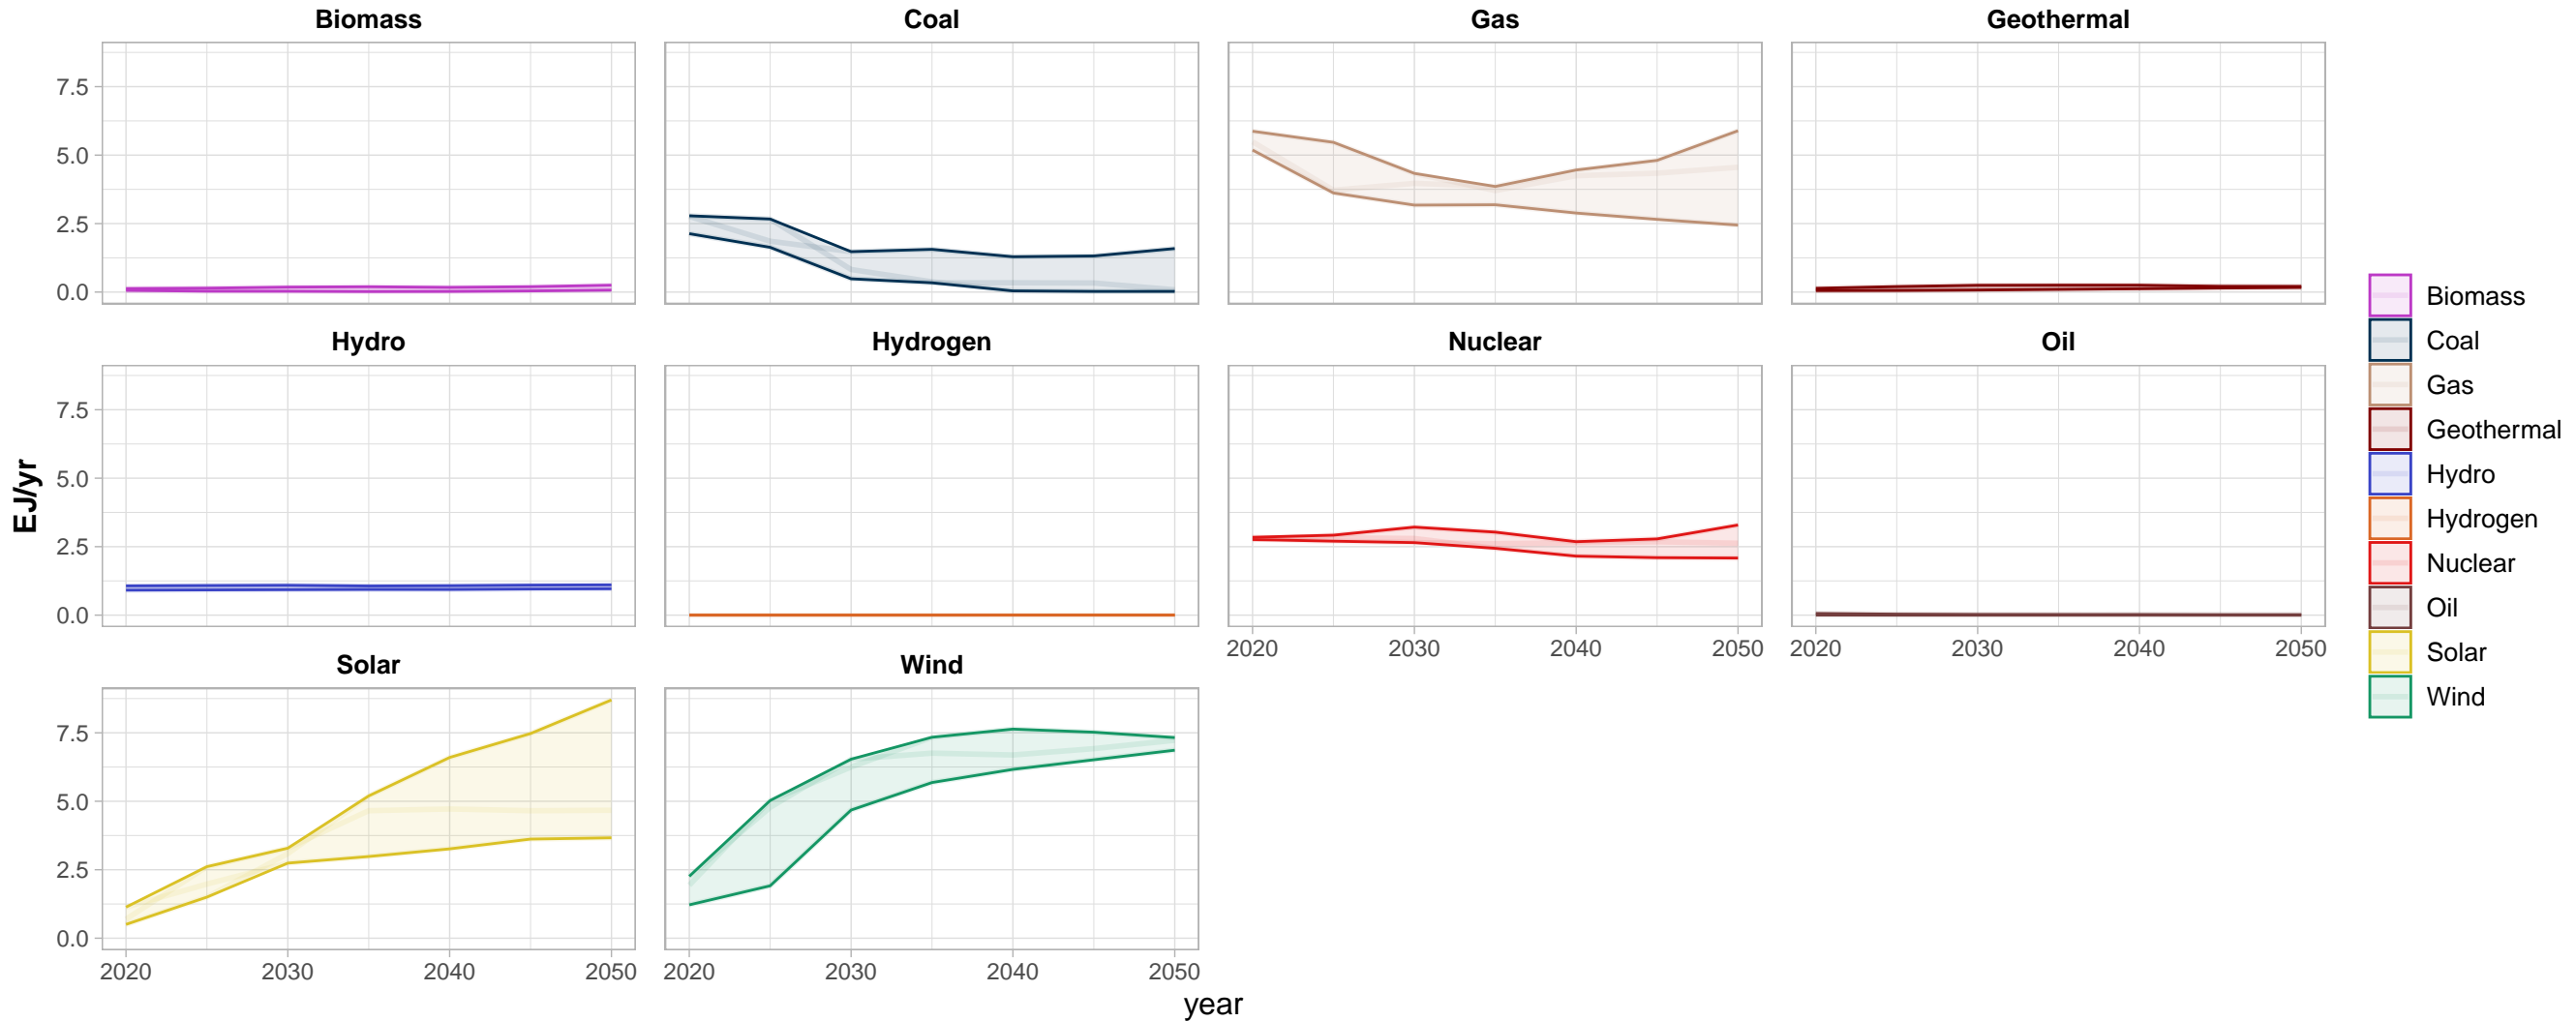 Biomass
Coal
Gas
Geothermal
7.5
5.0
2.5
0.0
Hydro
Hydrogen
Nuclear
Oil
7.5
5.0
2.5
0.0
2020 2030 2040 2050
2020 2030 2040 2050
Solar
Wind
7.5
5.0
2.5
0.0
2020 2030 2040 2050
2020 2030 2040 2050
year
EJ/yr
Biomass
Coal
Gas
Geothermal
Hydro
Hydrogen
Nuclear
Oil
Solar
Wind